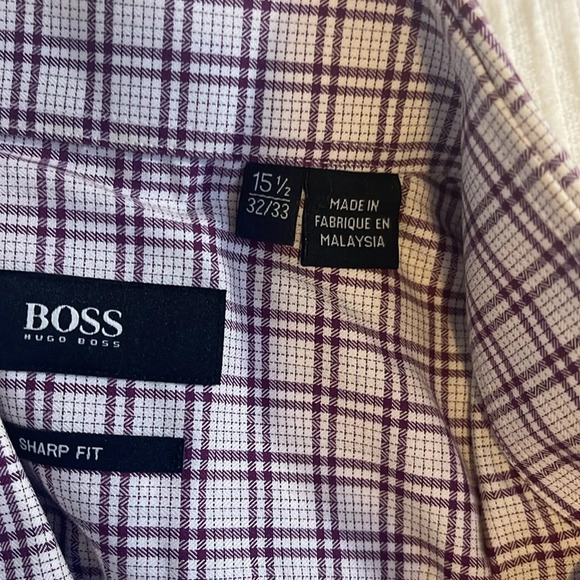 15 ½
32/33
MADE IN
FABRIQUE EN
MALAYSIA
BOSS
HUGO BOSS
SHARP FIT